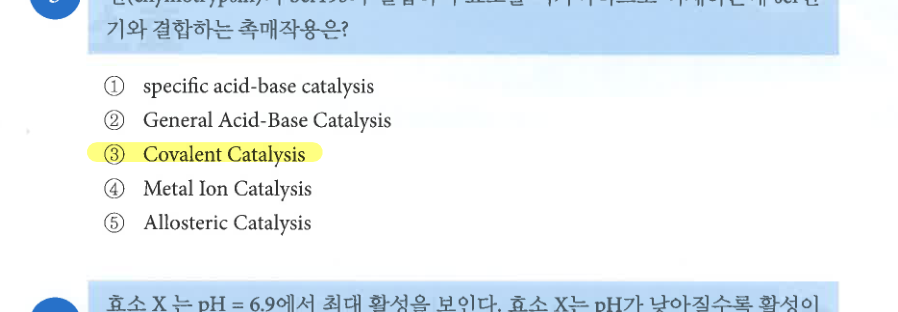 기와 결합하는 촉매작용은?
① specific acid-base catalysis
② General Acid-Base Catalysis
③ Covalent Catalysis
④ Metal Ion Catalysis
⑤ Allosteric Catalysis
효소 X 는 pH = 6.9에서 최대 활성을 보인다. 효소 X는 pH가 낮아질수록 활성이